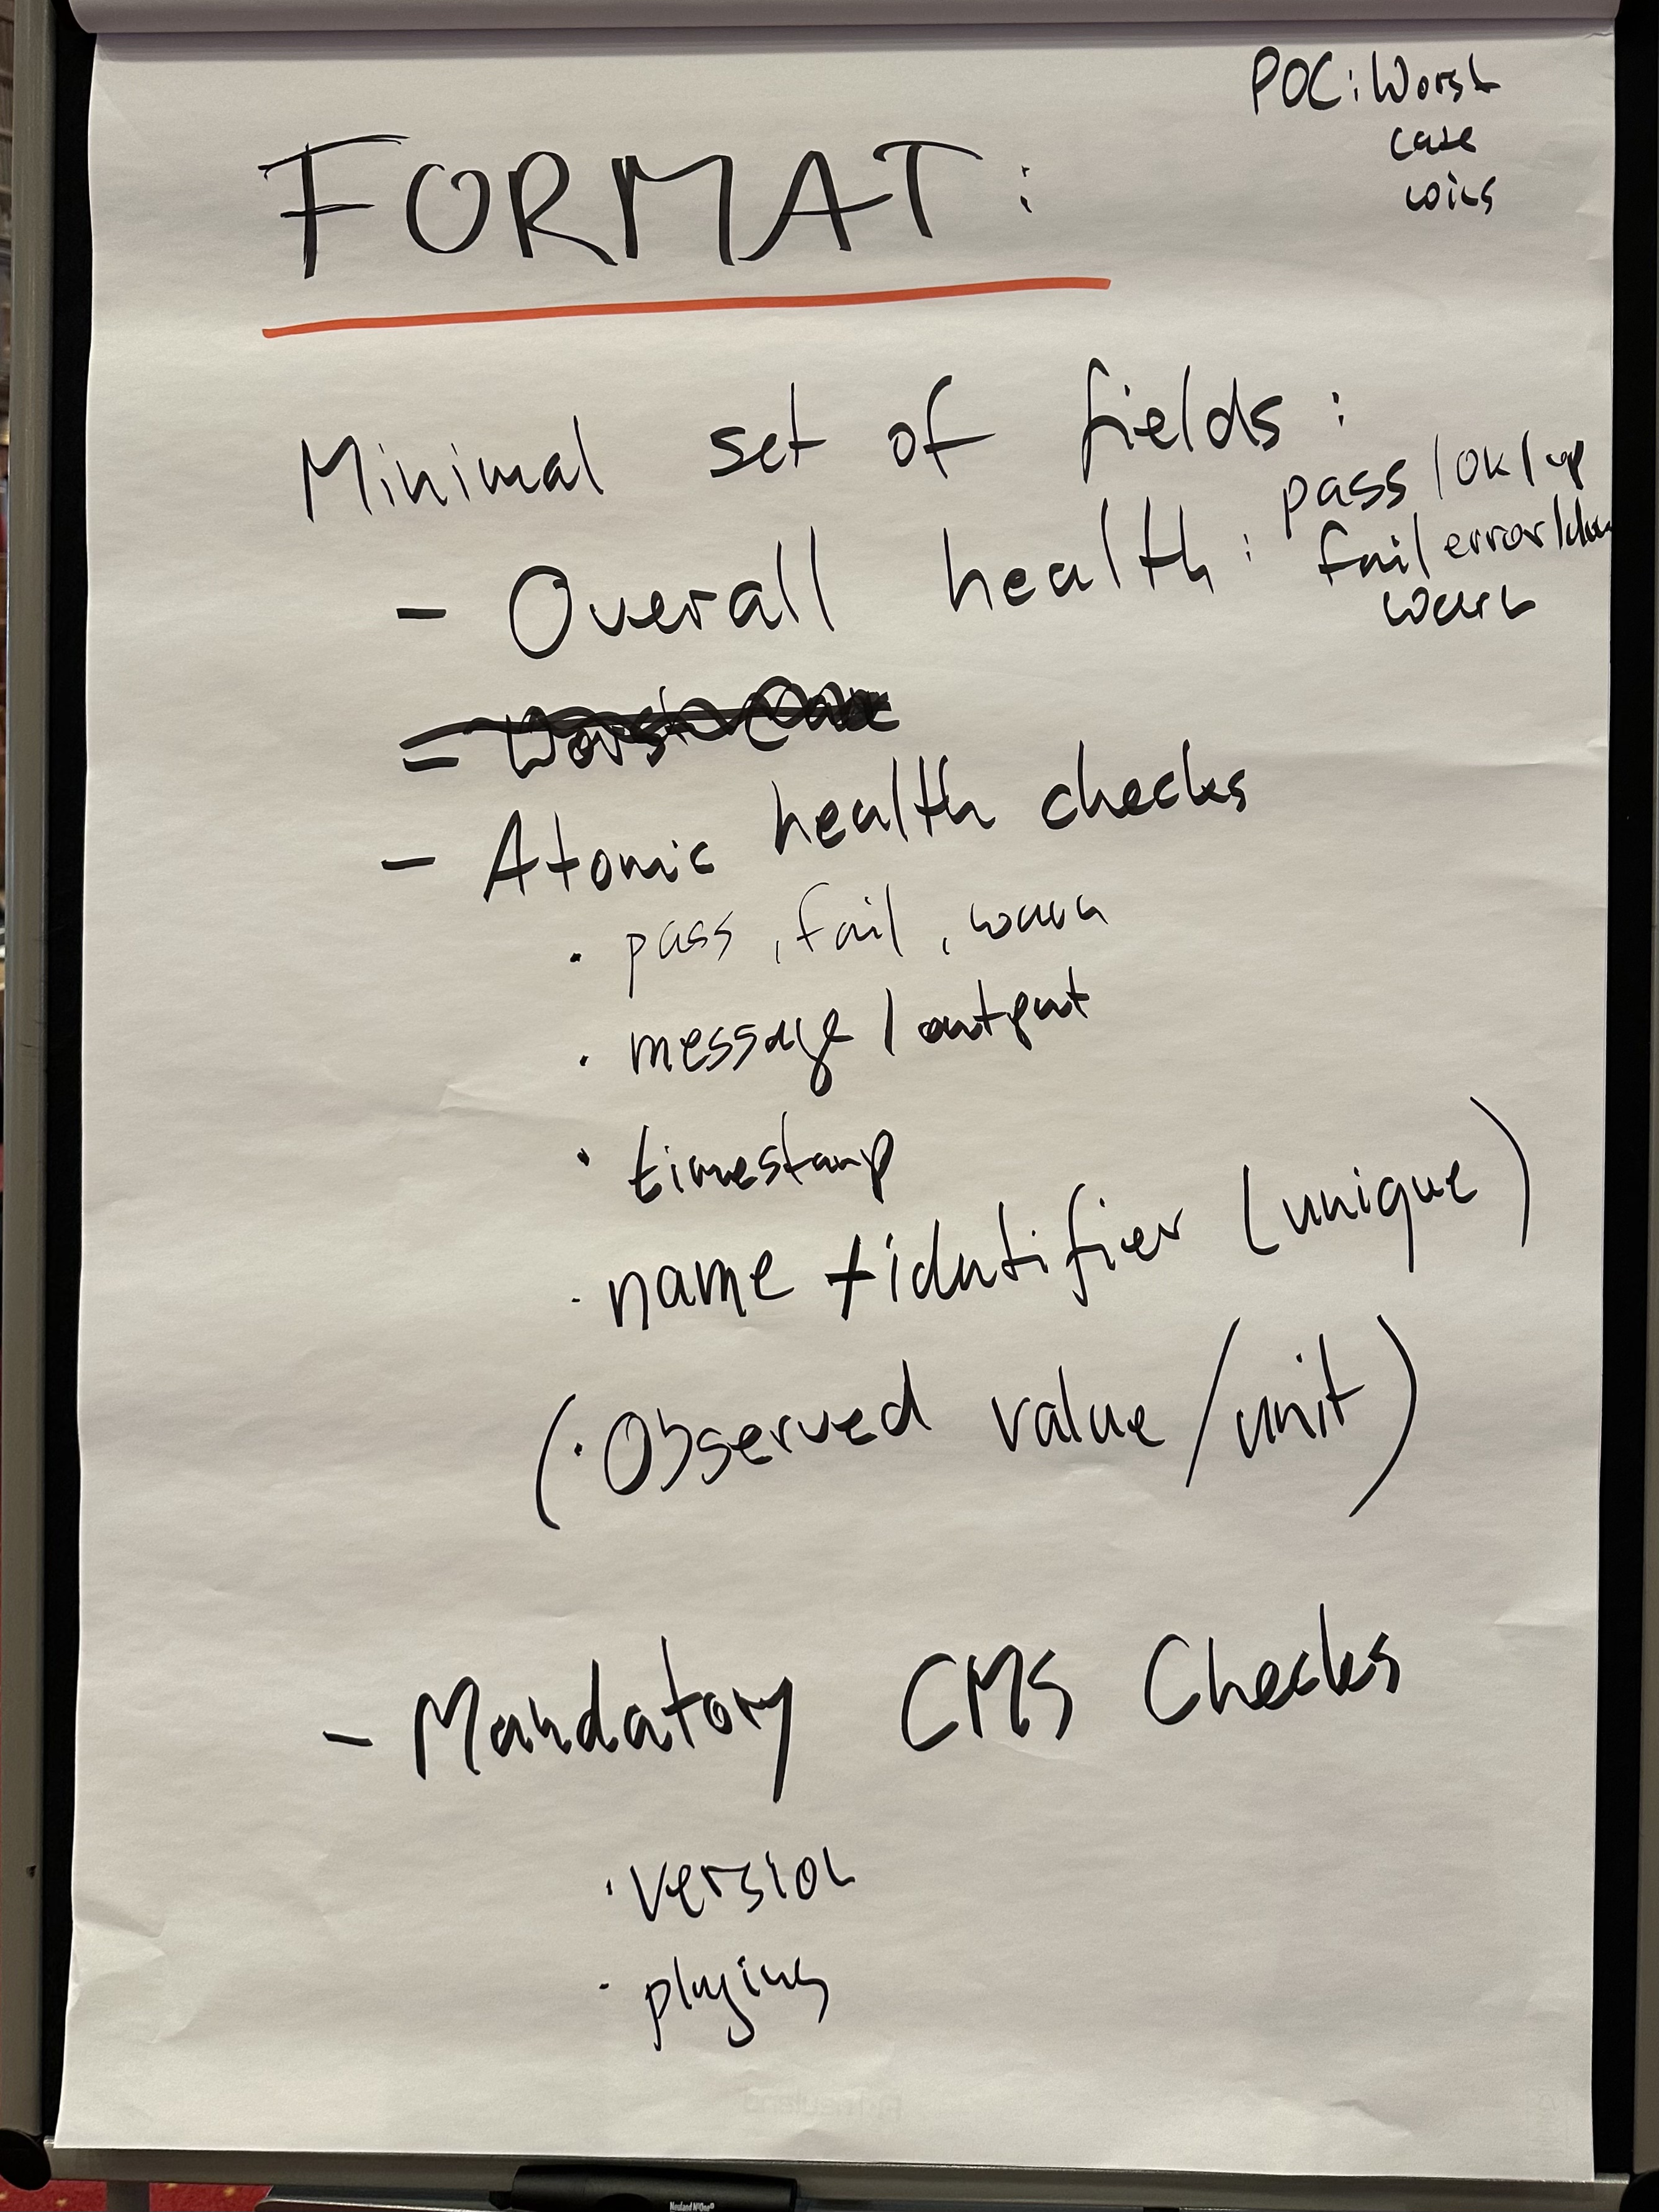 POC: Worst
case
wins
FORMAT:
Minimal set of fields:
- Overall health: pass / ok / up
fail error / down
warn
- Worst Case
- Atomic health checks
· pass, fail, warn
· message / output
· timestamp
· name + identifier (unique)
(· Observed value / unit)
- Mandatory CMS Checks
· version
· plugins
Neuland N°One®